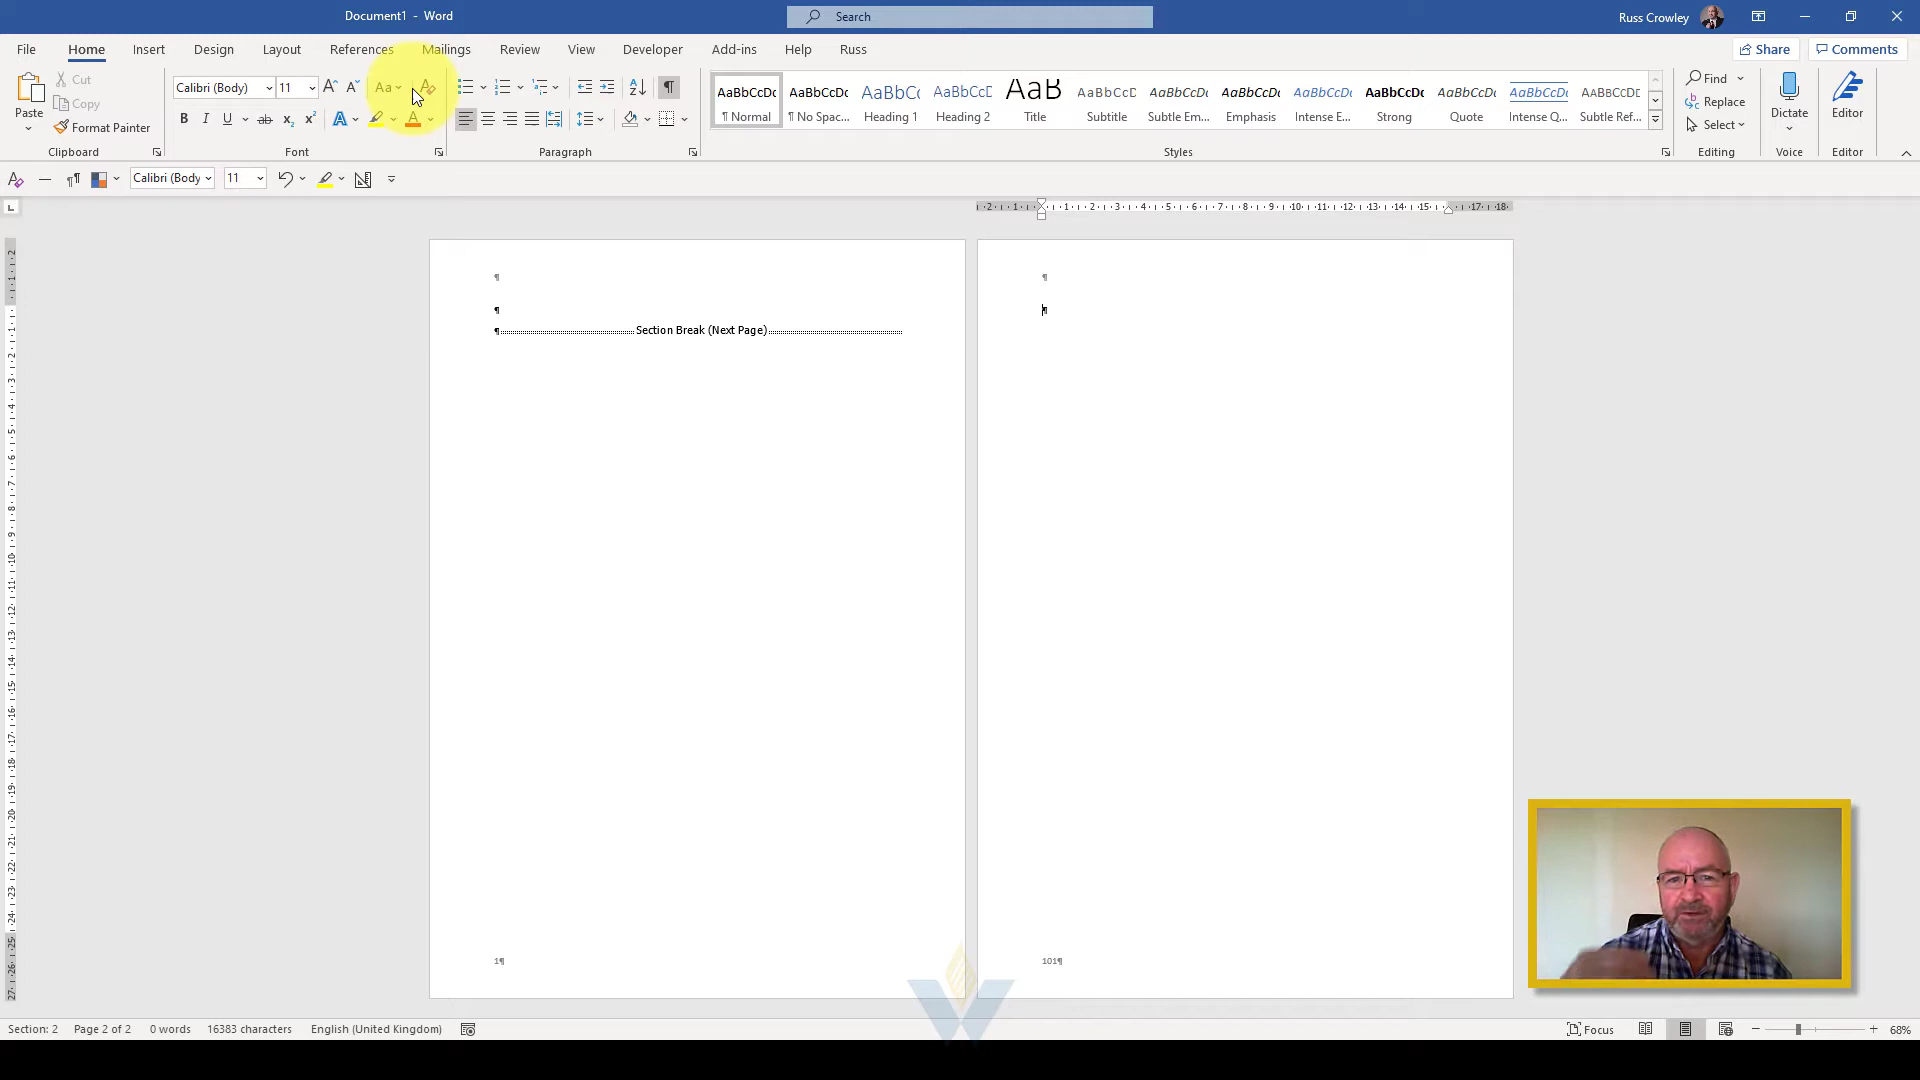 Document1 - Word
Search
Russ Crowley
File Home Insert Design Layout References Mailings Review View Developer Add-ins Help Russ
Share Comments
Paste
Cut
Copy
Format Painter
Clipboard
Calibri (Body) 11
Font
Paragraph
AaBbCcDc AaBbCcDc AaBbCc AaBbCcD AaB AaBbCcD AaBbCcDc AaBbCcDc AaBbCcDc AaBbCcDc AaBbCcDc AaBbCcDc AaBbCcDc
¶ Normal ¶ No Spac... Heading 1 Heading 2 Title Subtitle Subtle Em... Emphasis Intense E... Strong Quote Intense Q... Subtle Ref...
Styles
Find
Replace
Select
Editing
Dictate
Voice
Editor
Editor
Calibri (Body 11
¶
¶
¶ Section Break (Next Page)
1¶
¶
¶
101¶
Section: 2 Page 2 of 2 0 words 16383 characters English (United Kingdom)
Focus
68%